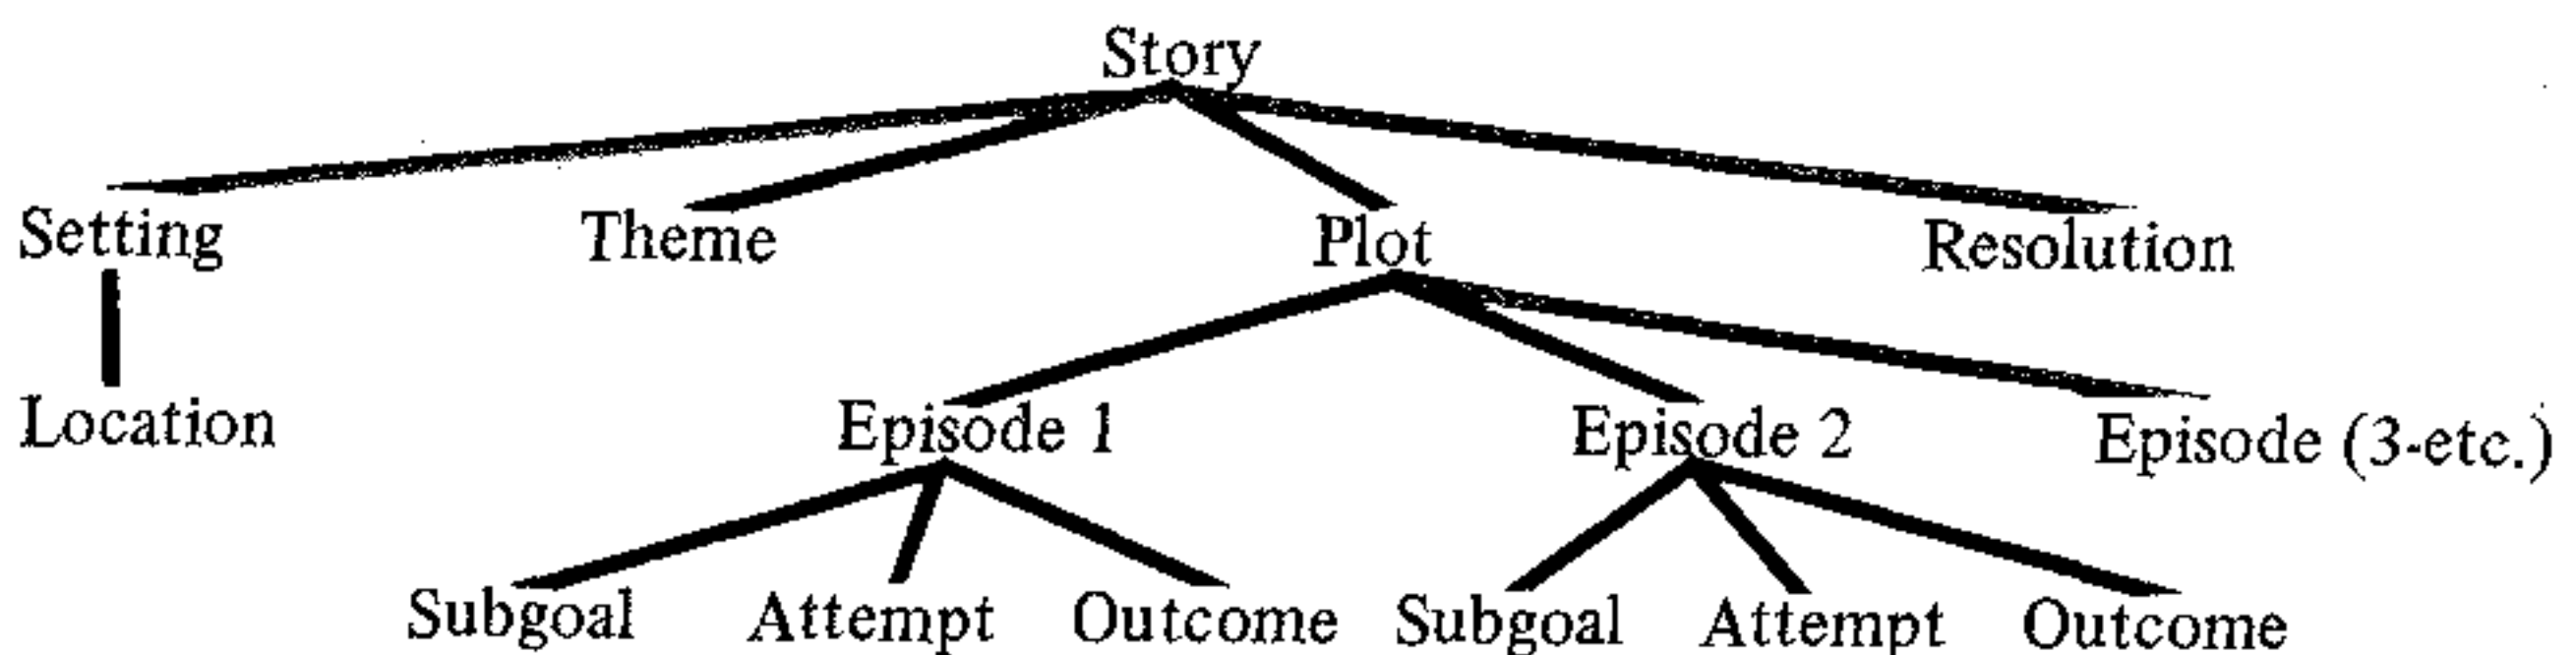 Story
Setting Theme Plot Resolution
Location Episode 1 Episode 2 Episode (3-etc.)
Subgoal Attempt Outcome Subgoal Attempt Outcome